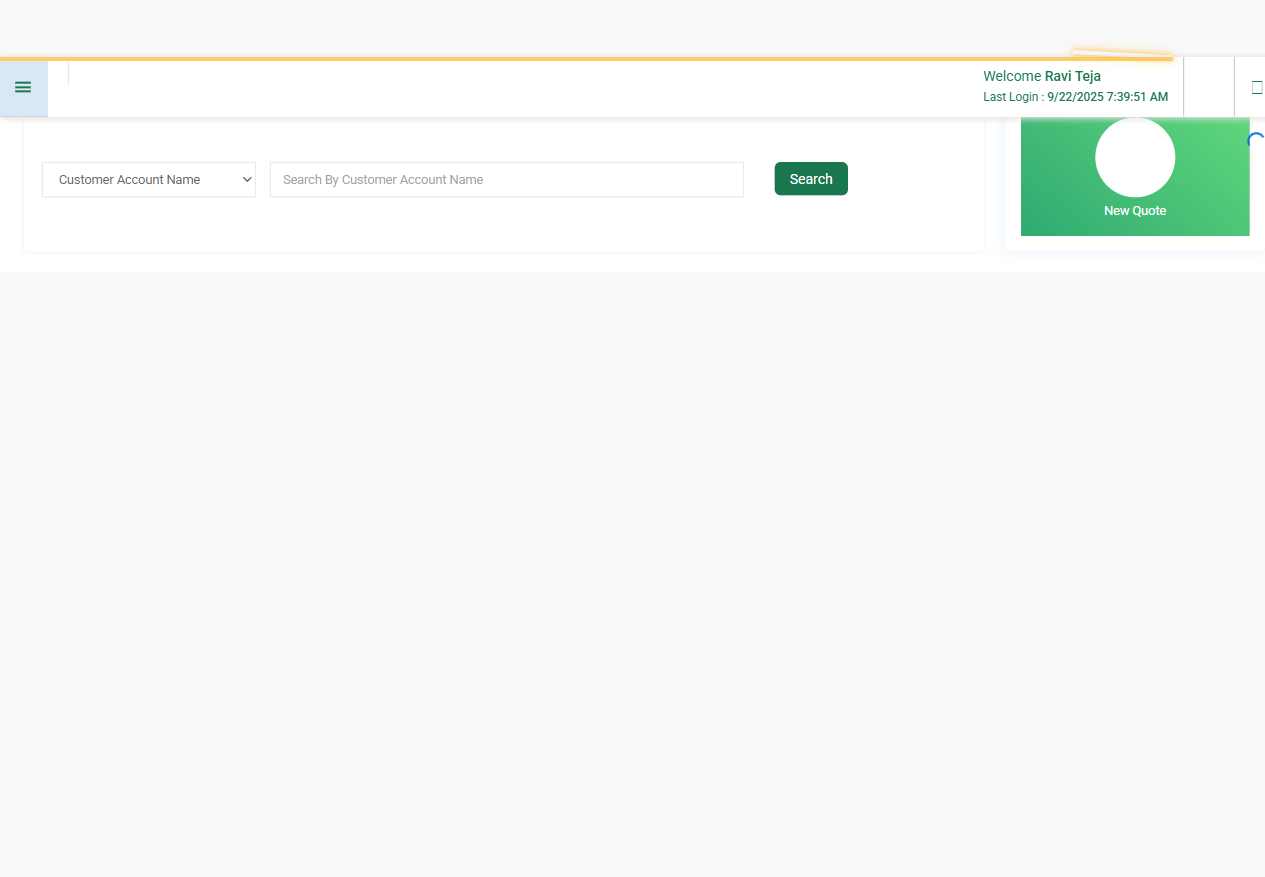 Welcome Ravi Teja
Last Login : 9/22/2025 7:39:51 AM
Customer Account Name
Search By Customer Account Name
Search
New Quote